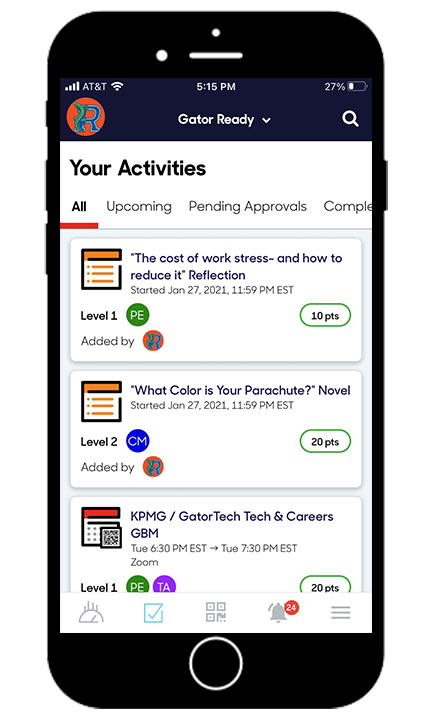 AT&T 5:15 PM 27%
R Gator Ready
Your Activities
All Upcoming Pending Approvals Comple
"The cost of work stress- and how to
reduce it" Reflection
Started Jan 27, 2021, 11:59 PM EST
Level 1 PE 10 pts
Added by R
"What Color is Your Parachute?" Novel
Started Jan 27, 2021, 11:59 PM EST
Level 2 CM 20 pts
Added by R
KPMG / GatorTech Tech & Careers
GBM
Tue 6:30 PM EST → Tue 7:30 PM EST
Zoom
Level 1 PE TA 20 pts
24